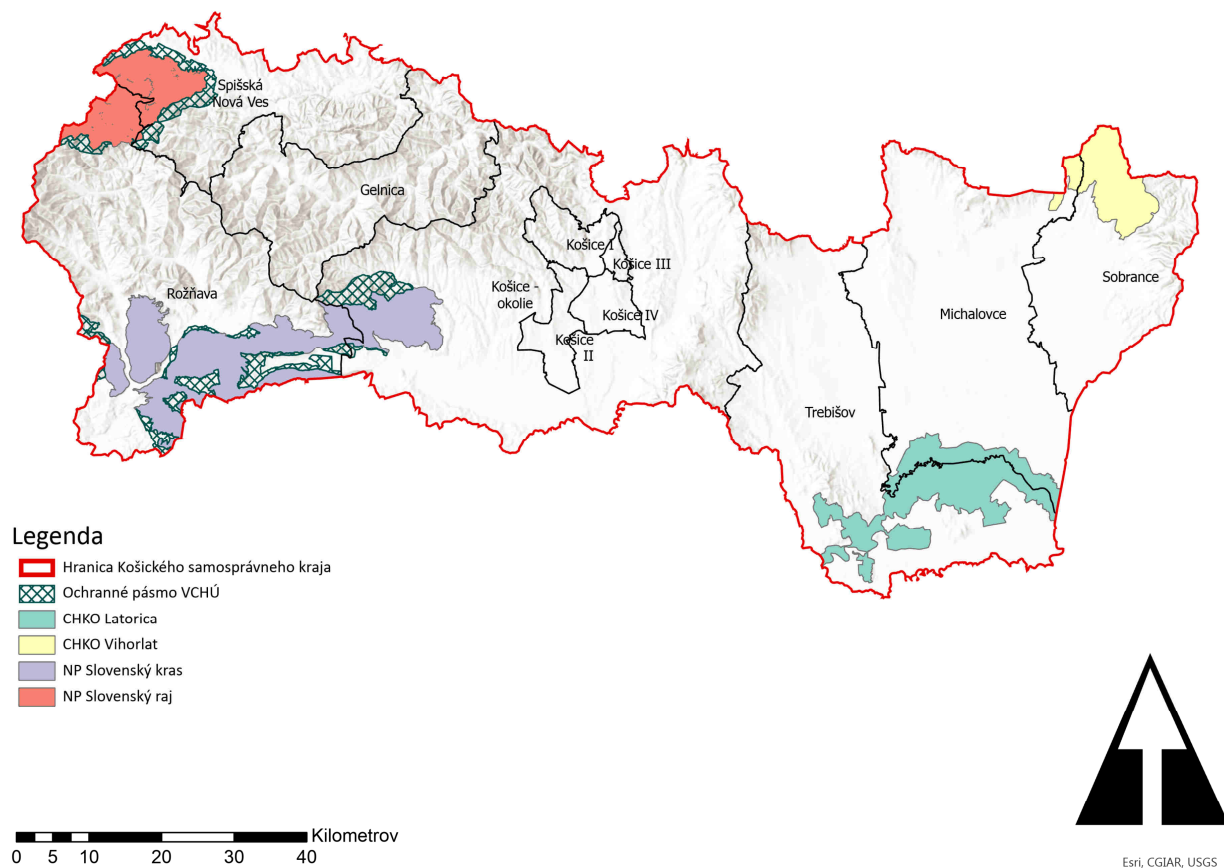 Spišská
Nová Ves
Gelnica
Košice I
Košice III
Rožňava
Košice -
okolie
Košice IV
Košice
II
Sobrance
Michalovce
Trebišov
Legenda
Hranica Košického samosprávneho kraja
Ochranné pásmo VCHÚ
CHKO Latorica
CHKO Vihorlat
NP Slovenský kras
NP Slovenský raj
Kilometrov
0 5 10 20 30 40
Esri, CGIAR, USGS